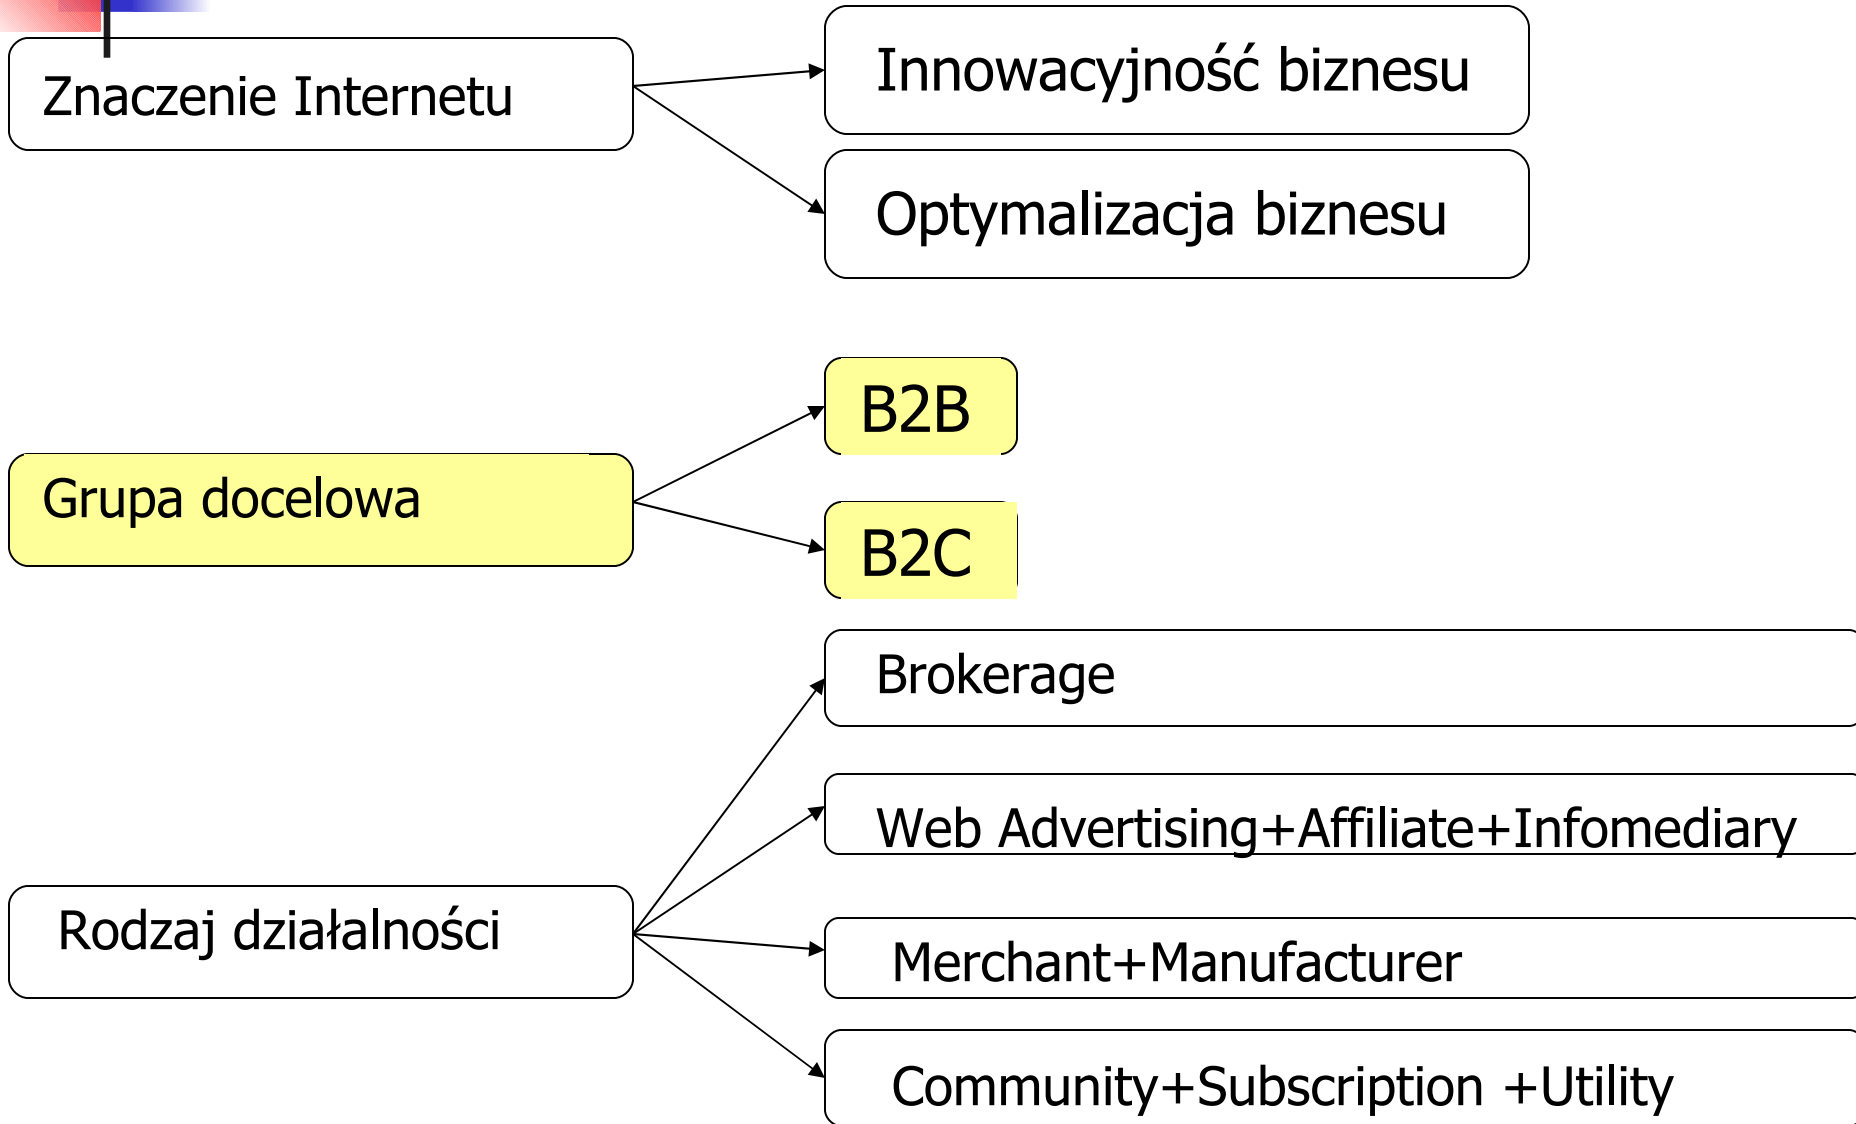 Znaczenie Internetu
Innowacyjność biznesu
Optymalizacja biznesu
Grupa docelowa
B2B
B2C
Rodzaj działalności
Brokerage
Web Advertising+Affiliate+Infomediary
Merchant+Manufacturer
Community+Subscription +Utility